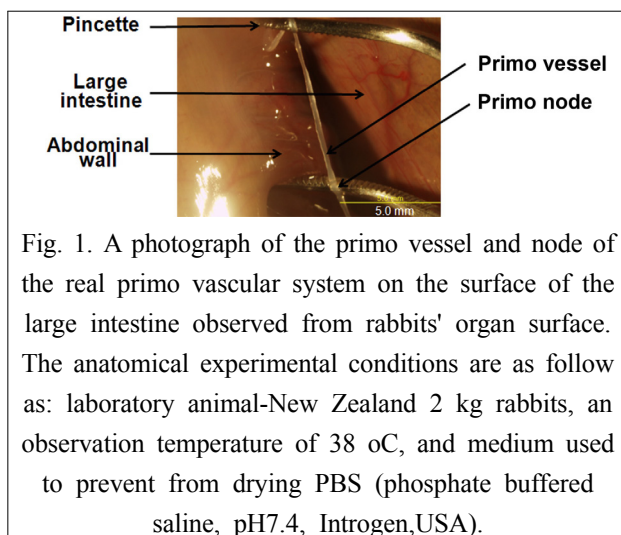 Pincette
Large
intestine
Abdominal
wall
Primo vessel
Primo node
5.0 mm
5.0 mm
Fig. 1. A photograph of the primo vessel and node of
the real primo vascular system on the surface of the
large intestine observed from rabbits' organ surface.
The anatomical experimental conditions are as follow
as: laboratory animal-New Zealand 2 kg rabbits, an
observation temperature of 38 oC, and medium used
to prevent from drying PBS (phosphate buffered
saline, pH7.4, Introgen,USA).